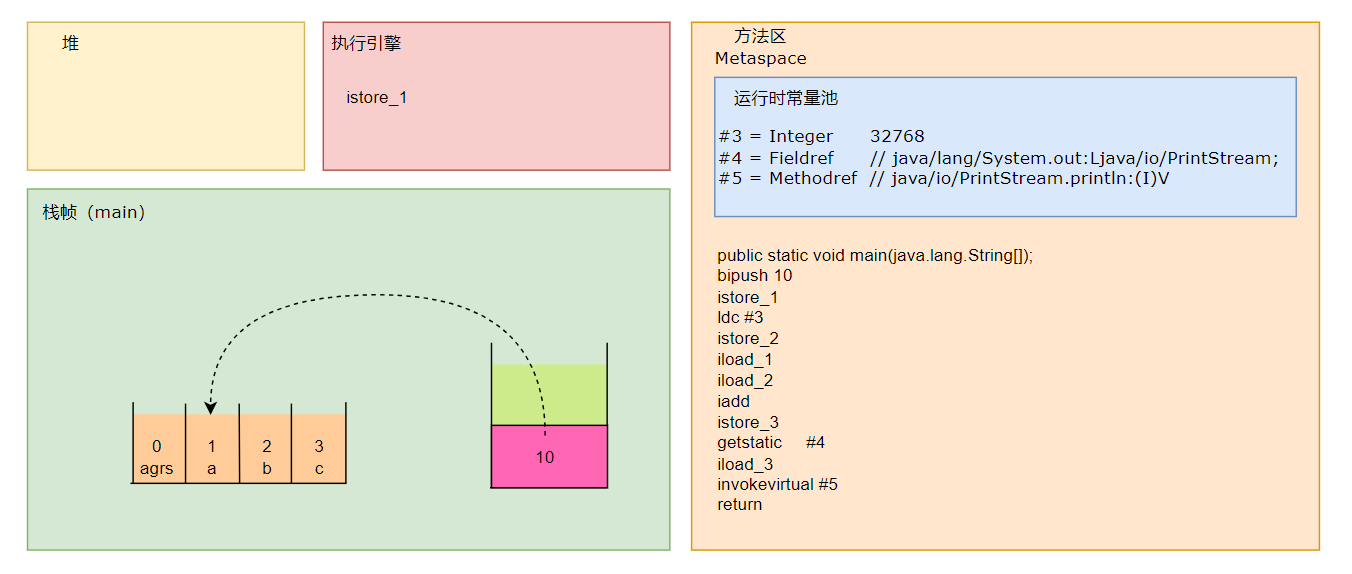 堆
执行引擎
istore_1
栈帧（main）
0
agrs
1
a
2
b
3
c
10
方法区
Metaspace
运行时常量池
#3 = Integer 32768
#4 = Fieldref // java/lang/System.out:Ljava/io/PrintStream;
#5 = Methodref // java/io/PrintStream.println:(I)V
public static void main(java.lang.String[]);
bipush 10
istore_1
ldc #3
istore_2
iload_1
iload_2
iadd
istore_3
getstatic #4
iload_3
invokevirtual #5
return